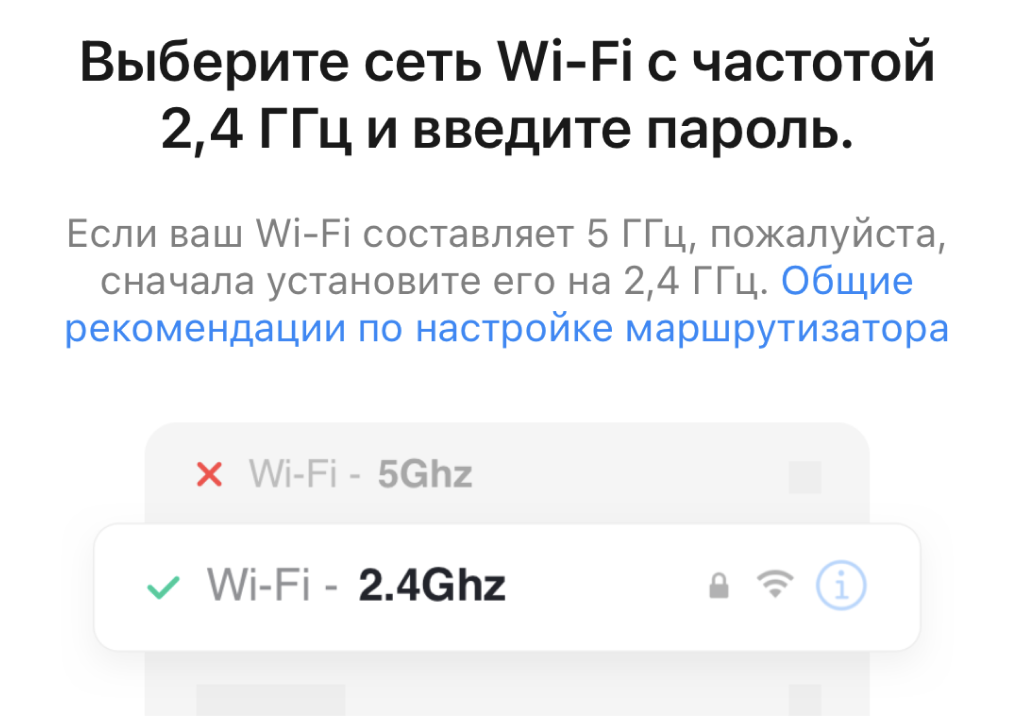 Выберите сеть Wi-Fi с частотой
2,4 ГГц и введите пароль.
Если ваш Wi-Fi составляет 5 ГГц, пожалуйста,
сначала установите его на 2,4 ГГц. Общие
рекомендации по настройке маршрутизатора
Wi-Fi - 5Ghz
Wi-Fi - 2.4Ghz